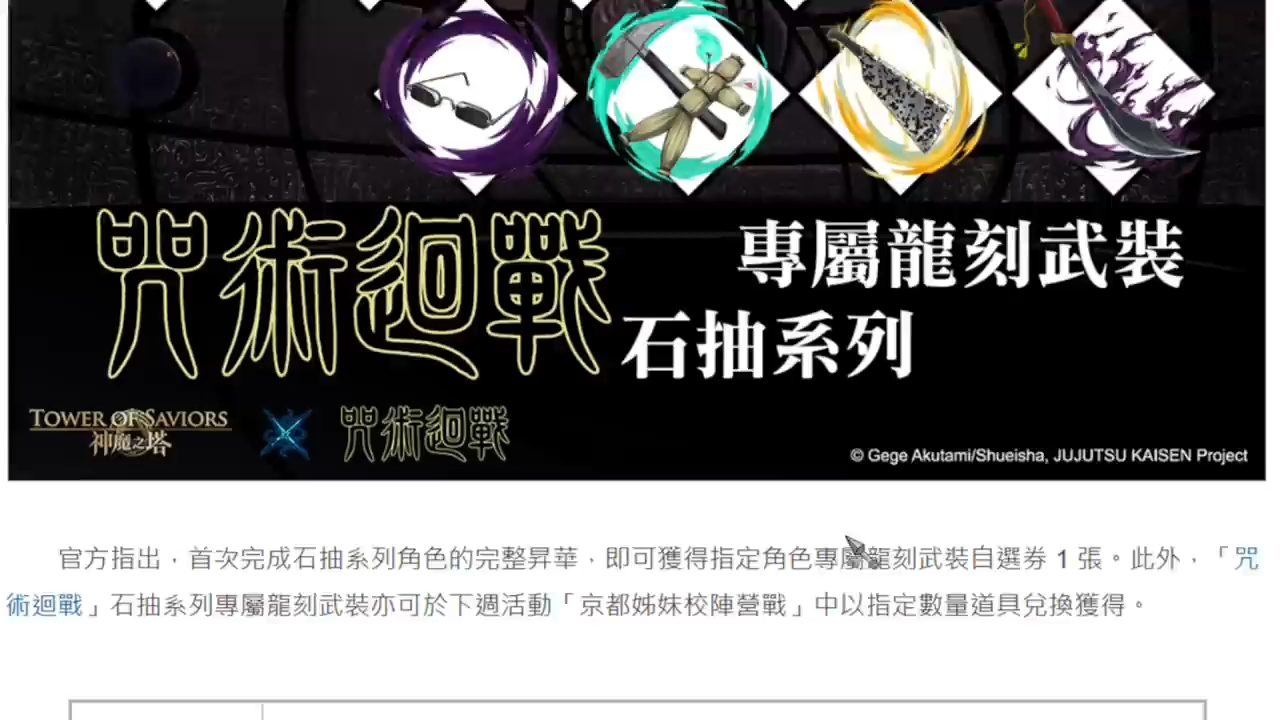 咒術迴戰
專屬龍刻武裝
石抽系列
TOWER OF SAVIORS
神魔之塔
咒術迴戰
© Gege Akutami/Shueisha, JUJUTSU KAISEN Project
官方指出，首次完成石抽系列角色的完整昇華，即可獲得指定角色專屬龍刻武裝自選券 1 張。此外，「咒
術迴戰」石抽系列專屬龍刻武裝亦可於下週活動「京都姊妹校陣營戰」中以指定數量道具兌換獲得。